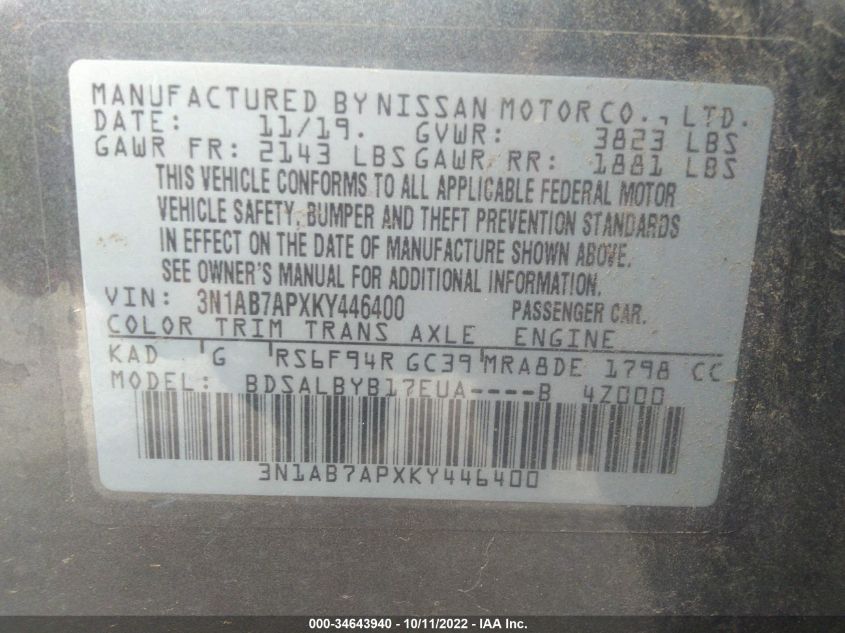 MANUFACTURED BY NISSAN MOTOR CO., LTD.
DATE: 11/19. GVWR: 3823 LBS
GAWR FR: 2143 LBS GAWR RR: 1881 LBS
THIS VEHICLE CONFORMS TO ALL APPLICABLE FEDERAL MOTOR
VEHICLE SAFETY, BUMPER AND THEFT PREVENTION STANDARDS
IN EFFECT ON THE DATE OF MANUFACTURE SHOWN ABOVE.
SEE OWNER'S MANUAL FOR ADDITIONAL INFORMATION.
VIN: 3N1AB7APXKY446400 PASSENGER CAR.
COLOR TRIM TRANS AXLE ENGINE
KAD G RS6F94R GC39 MRA8DE 1798 CC
MODEL: BDSALBYB17EUA----B 4Z000
3N1AB7APXKY446400
000-34643940 - 10/11/2022 - IAA Inc.